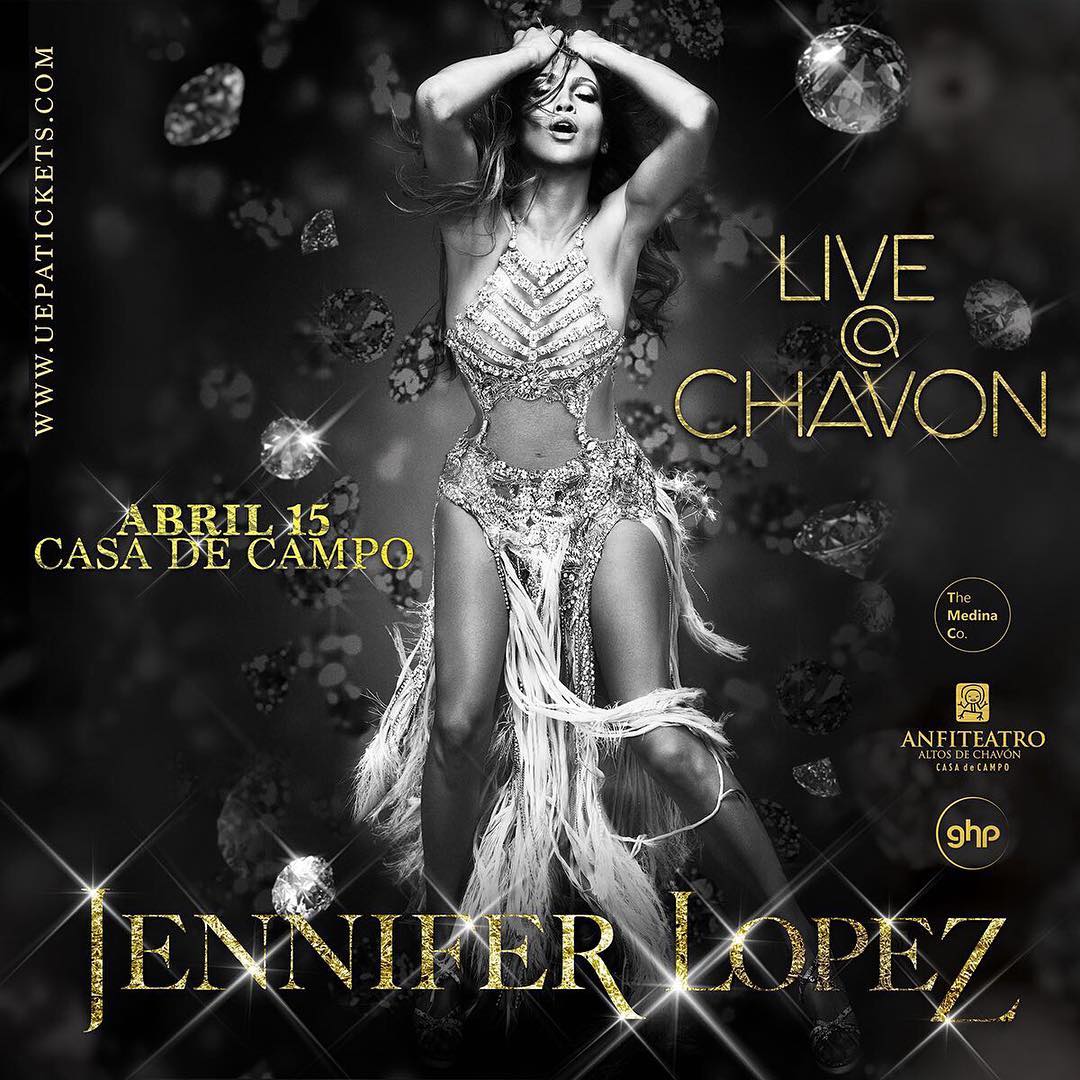 WWW.UEPATICKETS.COM
LIVE
@
CHAVON
ABRIL 15
CASA DE CAMPO
The
Medina
Co.
ANFITEATRO
ALTOS DE CHAVÓN
CASA de CAMPO
ghp
JENNIFER LOPEZ